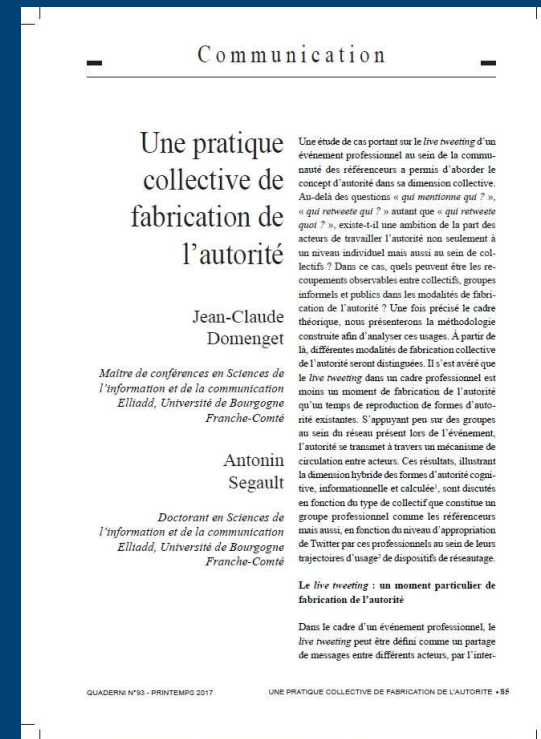 Communication
Une pratique
collective de
fabrication de
l’autorité
Jean-Claude
Domenget
Maître de conférences en Sciences de
l’information et de la communication
Elliadd, Université de Bourgogne
Franche-Comté
Antonin
Segault
Doctorant en Sciences de
l’information et de la communication
Elliadd, Université de Bourgogne
Franche-Comté
Une étude de cas portant sur le live tweeting d’un
événement professionnel au sein de la commu-
nauté des référenceurs a permis d’aborder le
concept d’autorité dans sa dimension collective.
Au-delà des questions « qui mentionne qui ? »,
« qui retweete qui ? » autant que « qui retweete
quoi ? », existe-t-il une ambition de la part des
acteurs de travailler l’autorité non seulement à
un niveau individuel mais aussi au sein de col-
lectifs ? Dans ce cas, quels peuvent être les re-
coupements observables entre collectifs, groupes
informels et publics dans les modalités de fabri-
cation de l’autorité ? Une fois précisé le cadre
théorique, nous présenterons la méthodologie
construite afin d’analyser ces usages. À partir de
là, différentes modalités de fabrication collective
de l’autorité seront distinguées. Il s’est avéré que
le live tweeting dans un cadre professionnel est
moins un moment de fabrication de l’autorité
qu’un temps de reproduction de formes d’auto-
rité existantes. S’appuyant peu sur des groupes
au sein du réseau présent lors de l’événement,
l’autorité se transmet à travers un mécanisme de
circulation entre acteurs. Ces résultats, illustrant
la dimension hybride des formes d’autorité cogni-
tive, informationnelle et calculée¹, sont discutés
en fonction du type de collectif que constitue un
groupe professionnel comme les référenceurs
mais aussi, en fonction du niveau d’appropriation
de Twitter par ces professionnels au sein de leurs
trajectoires d’usage² de dispositifs de réseautage.
Le live tweeting : un moment particulier de
fabrication de l’autorité
Dans le cadre d’un événement professionnel, le
live tweeting peut être défini comme un partage
de messages entre différents acteurs, par l’inter-
QUADERNI N°93 - PRINTEMPS 2017
UNE PRATIQUE COLLECTIVE DE FABRICATION DE L'AUTORITE • 85